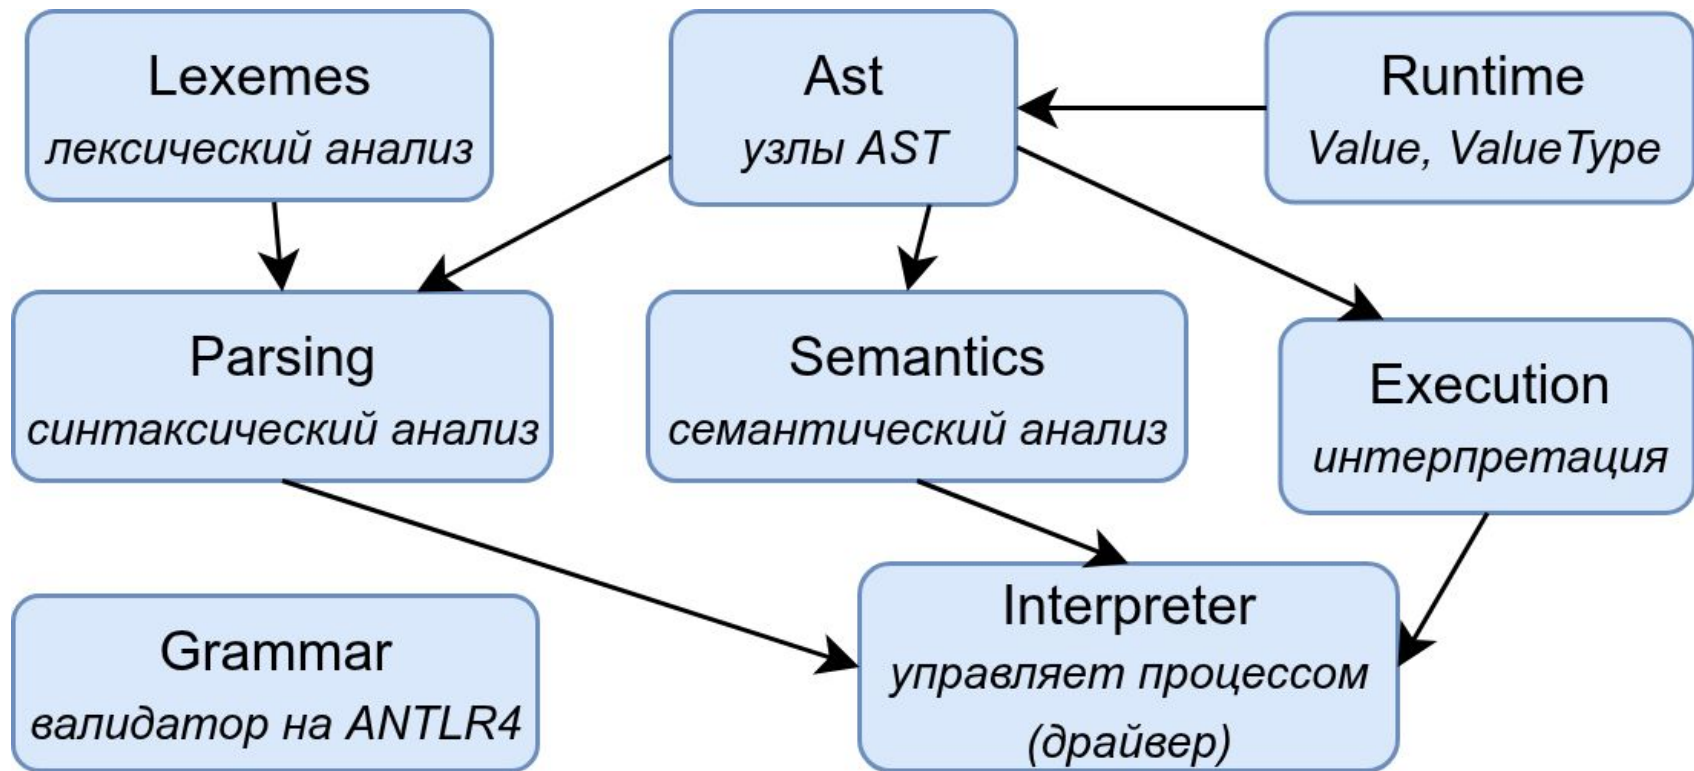 Lexemes
лексический анализ
Ast
узлы AST
Runtime
Value, ValueType
Parsing
синтаксический анализ
Semantics
семантический анализ
Execution
интерпретация
Grammar
валидатор на ANTLR4
Interpreter
управляет процессом
(драйвер)